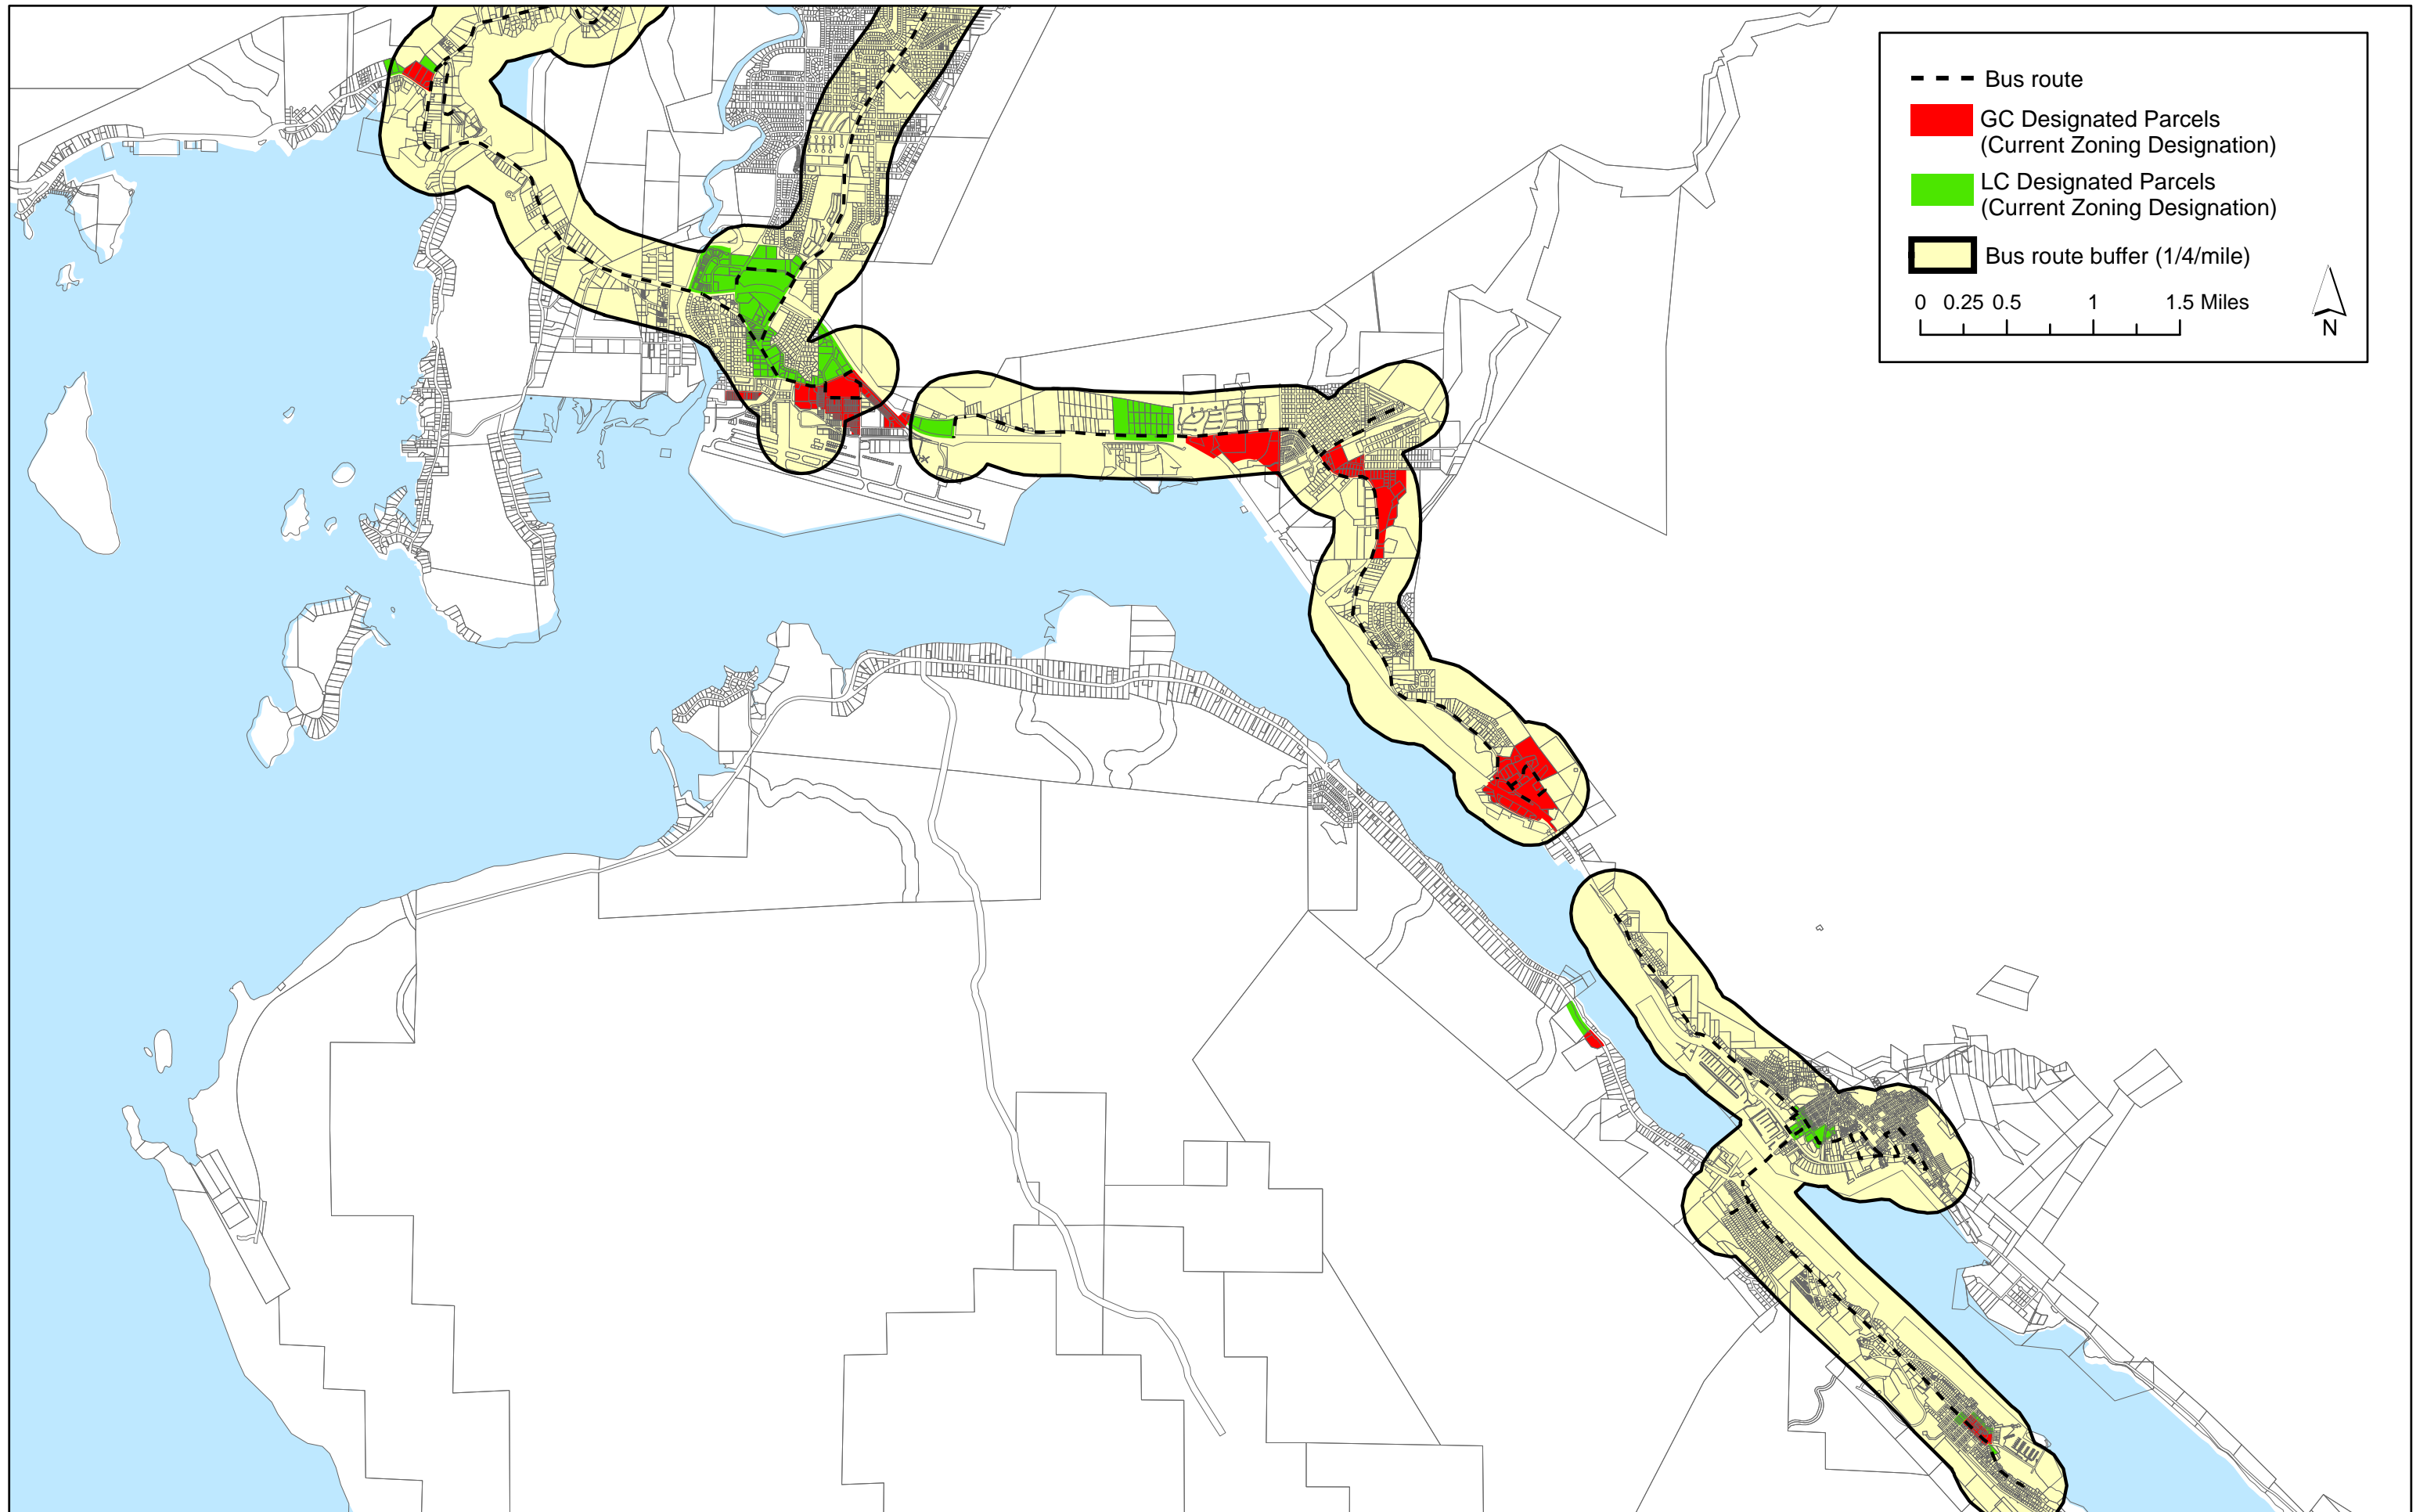 Bus route
GC Designated Parcels
(Current Zoning Designation)
LC Designated Parcels
(Current Zoning Designation)
Bus route buffer (1/4/mile)
0 0.25 0.5 1 1.5 Miles
N